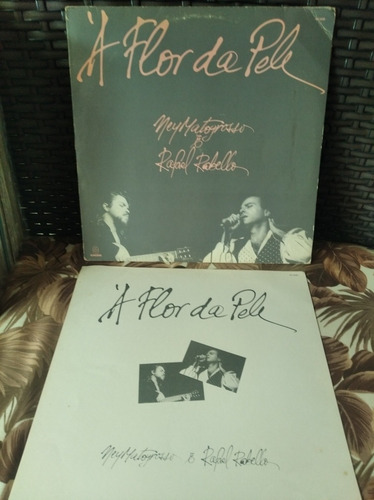 À Flor da Pele
Ney Matogrosso
&
Rafael Rabello
À Flor da Pele
Ney Matogrosso & Rafael Rabello